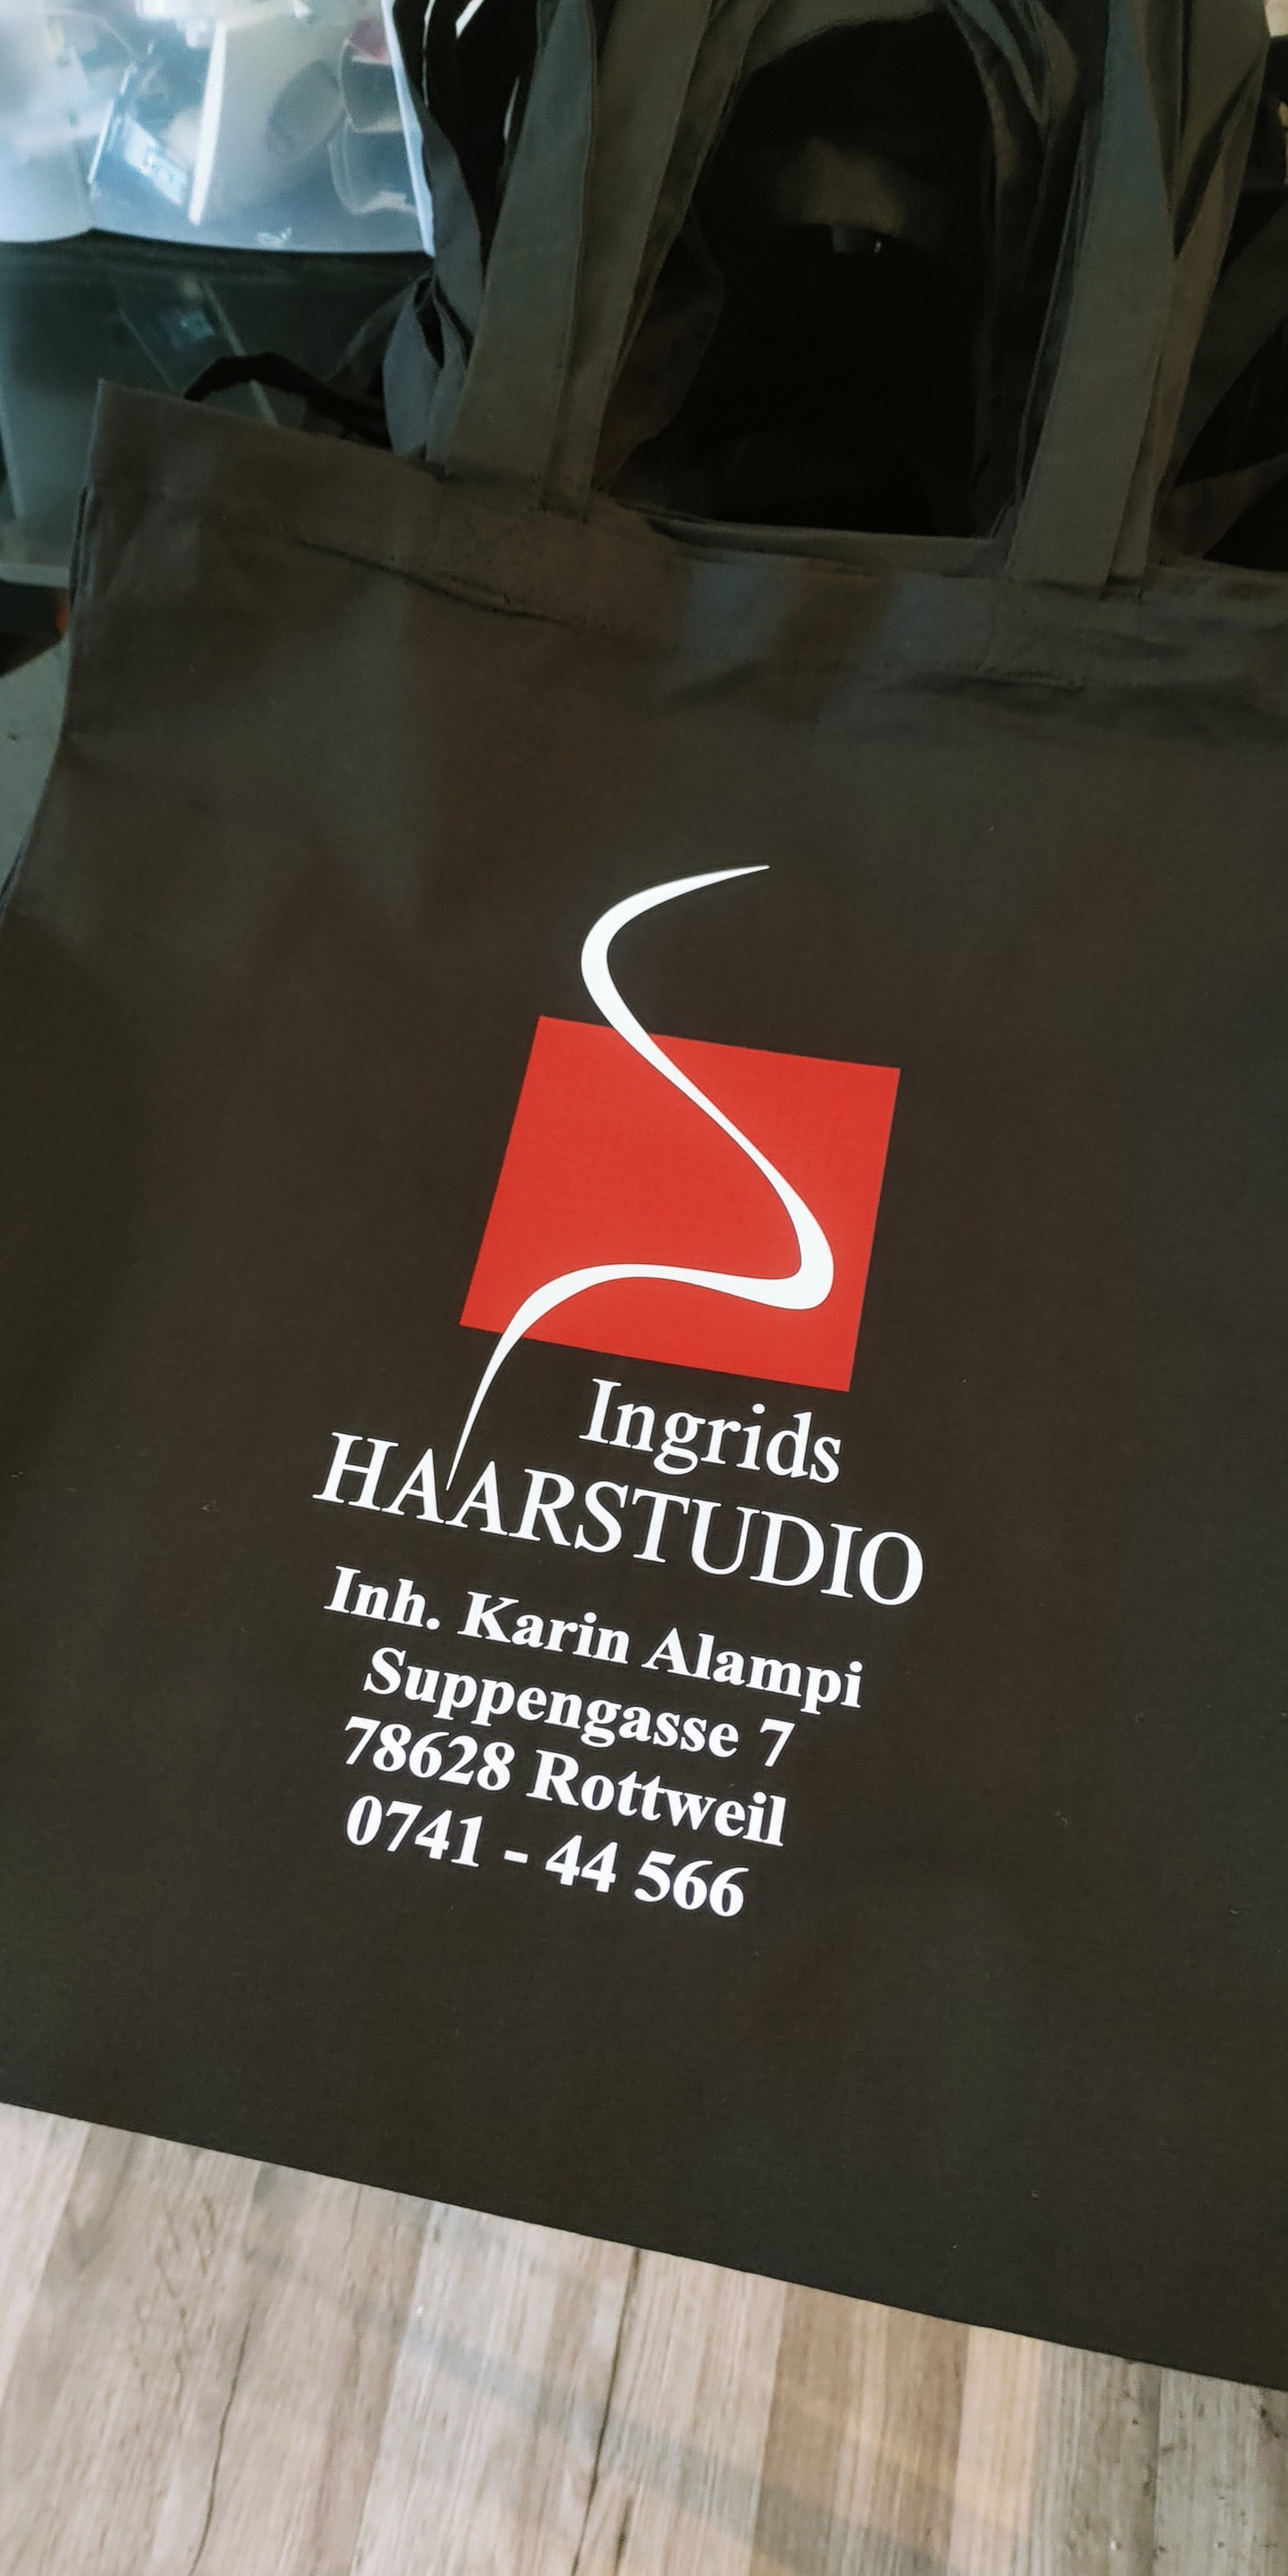 Ingrids
HAARSTUDIO
Inh. Karin Alampi
Suppengasse 7
78628 Rottweil
0741 - 44 566